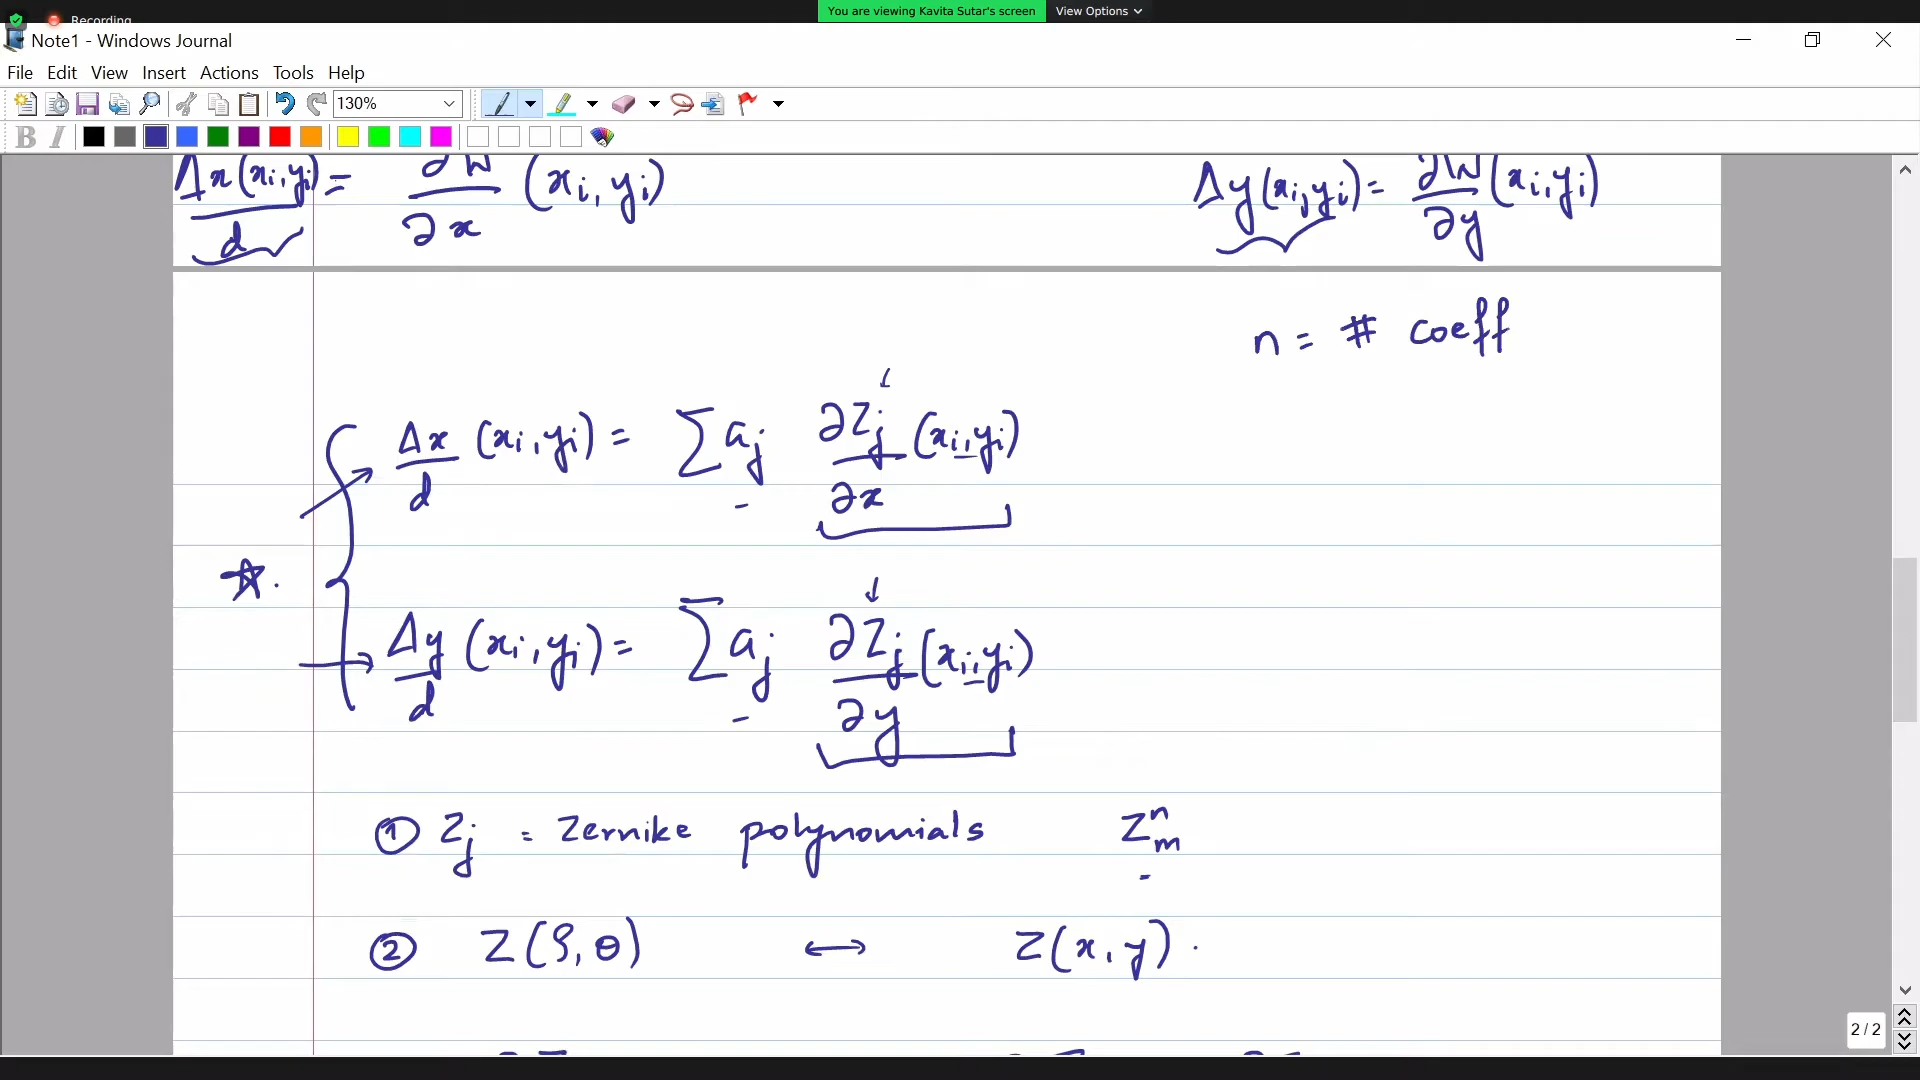 Recording
You are viewing Kavita Sutar's screen View Options
Note1 - Windows Journal
File Edit View Insert Actions Tools Help
130%
B I
Δx(xi,yi)/d = ∂W/∂x (xi, yi)
Δy(xi,yi) = ∂W/∂y (xi,yi)
n = # coeff
Δx/d (xi,yi) = Σ aj ∂Zj/∂x (xi,yi)
☆.
Δy/d (xi,yi) = Σ aj ∂Zj/∂y (xi,yi)
① Zj = Zernike polynomials Z^n_m
② Z(ρ,θ) ↔ Z(x,y).
2 / 2